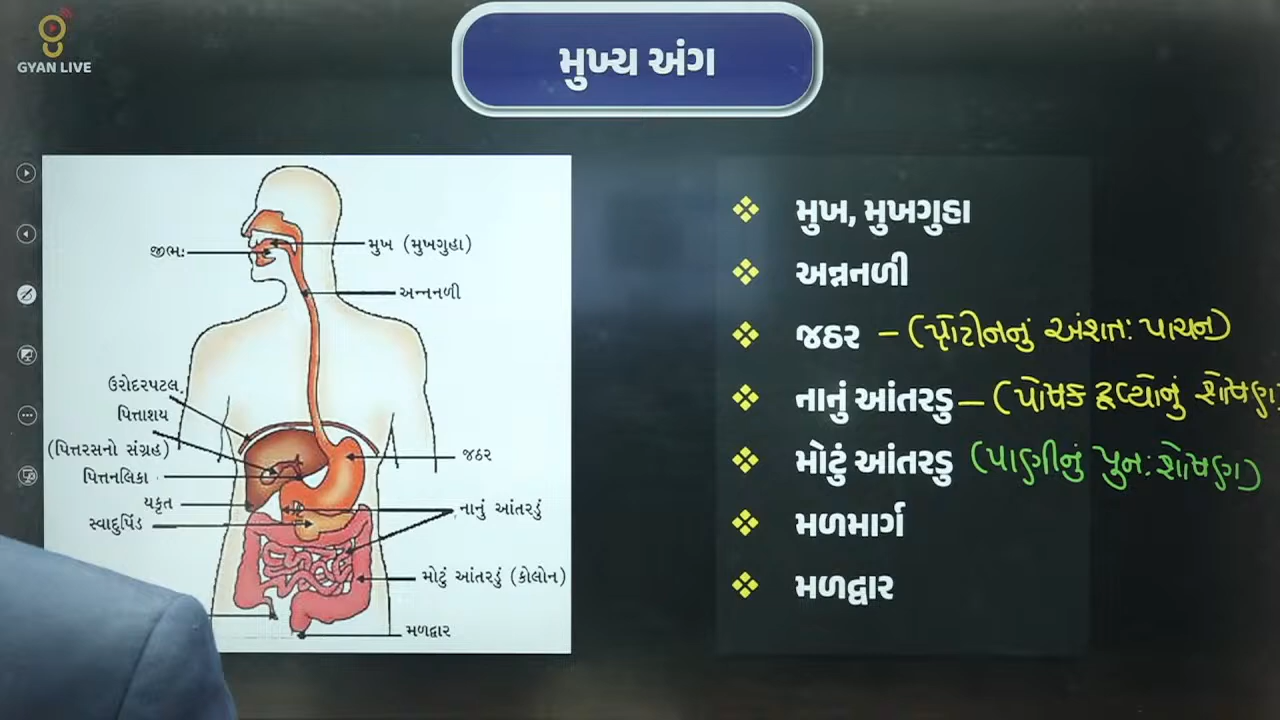 GYAN LIVE
મુખ્ય અંગ
જીભ:
મુખ (મુખગુહા)
અન્નનળી
ઉરોદરપટલ
પિત્તાશય
(પિત્તરસનો સંગ્રહ)
પિત્તનલિકા
યકૃત
સ્વાદુપિંડ
જઠર
નાનું આંતરડું
મોટું આંતરડું (કોલોન)
મળદ્વાર
મુખ, મુખગુહા
અન્નનળી
જઠર – (પ્રોટીનનું અંશત: પાચન)
નાનું આંતરડુ – (પોષક દ્રવ્યોનું શોષણ
મોટું આંતરડુ (પાણીનું પુન:શોષણ)
મળમાર્ગ
મળદ્વાર